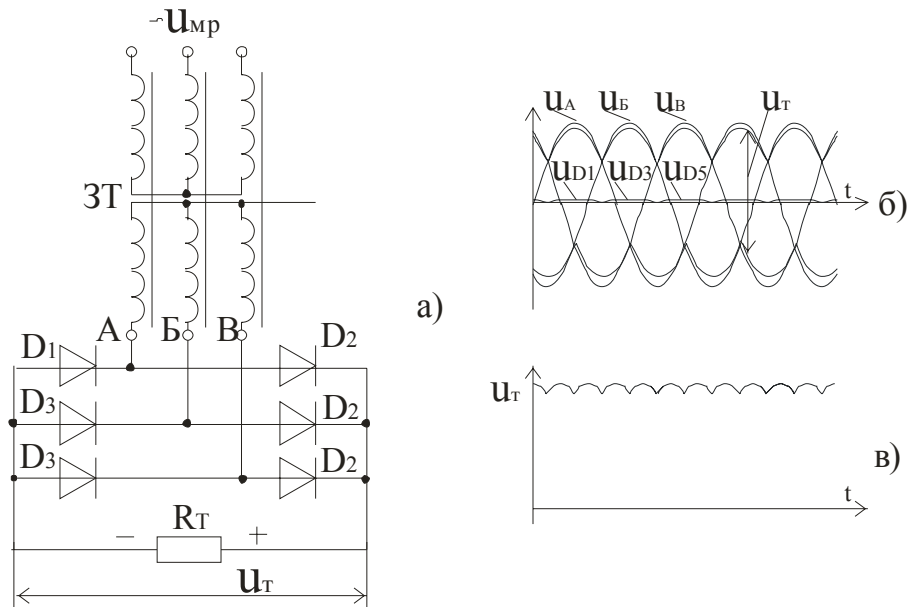 ~uмр
ЗТ
А Б В
а)
D1 D2
D3 D2
D3 D2
RТ
− +
uТ
uА uБ uВ uТ
uD1 uD3 uD5
t
б)
uТ
t
в)